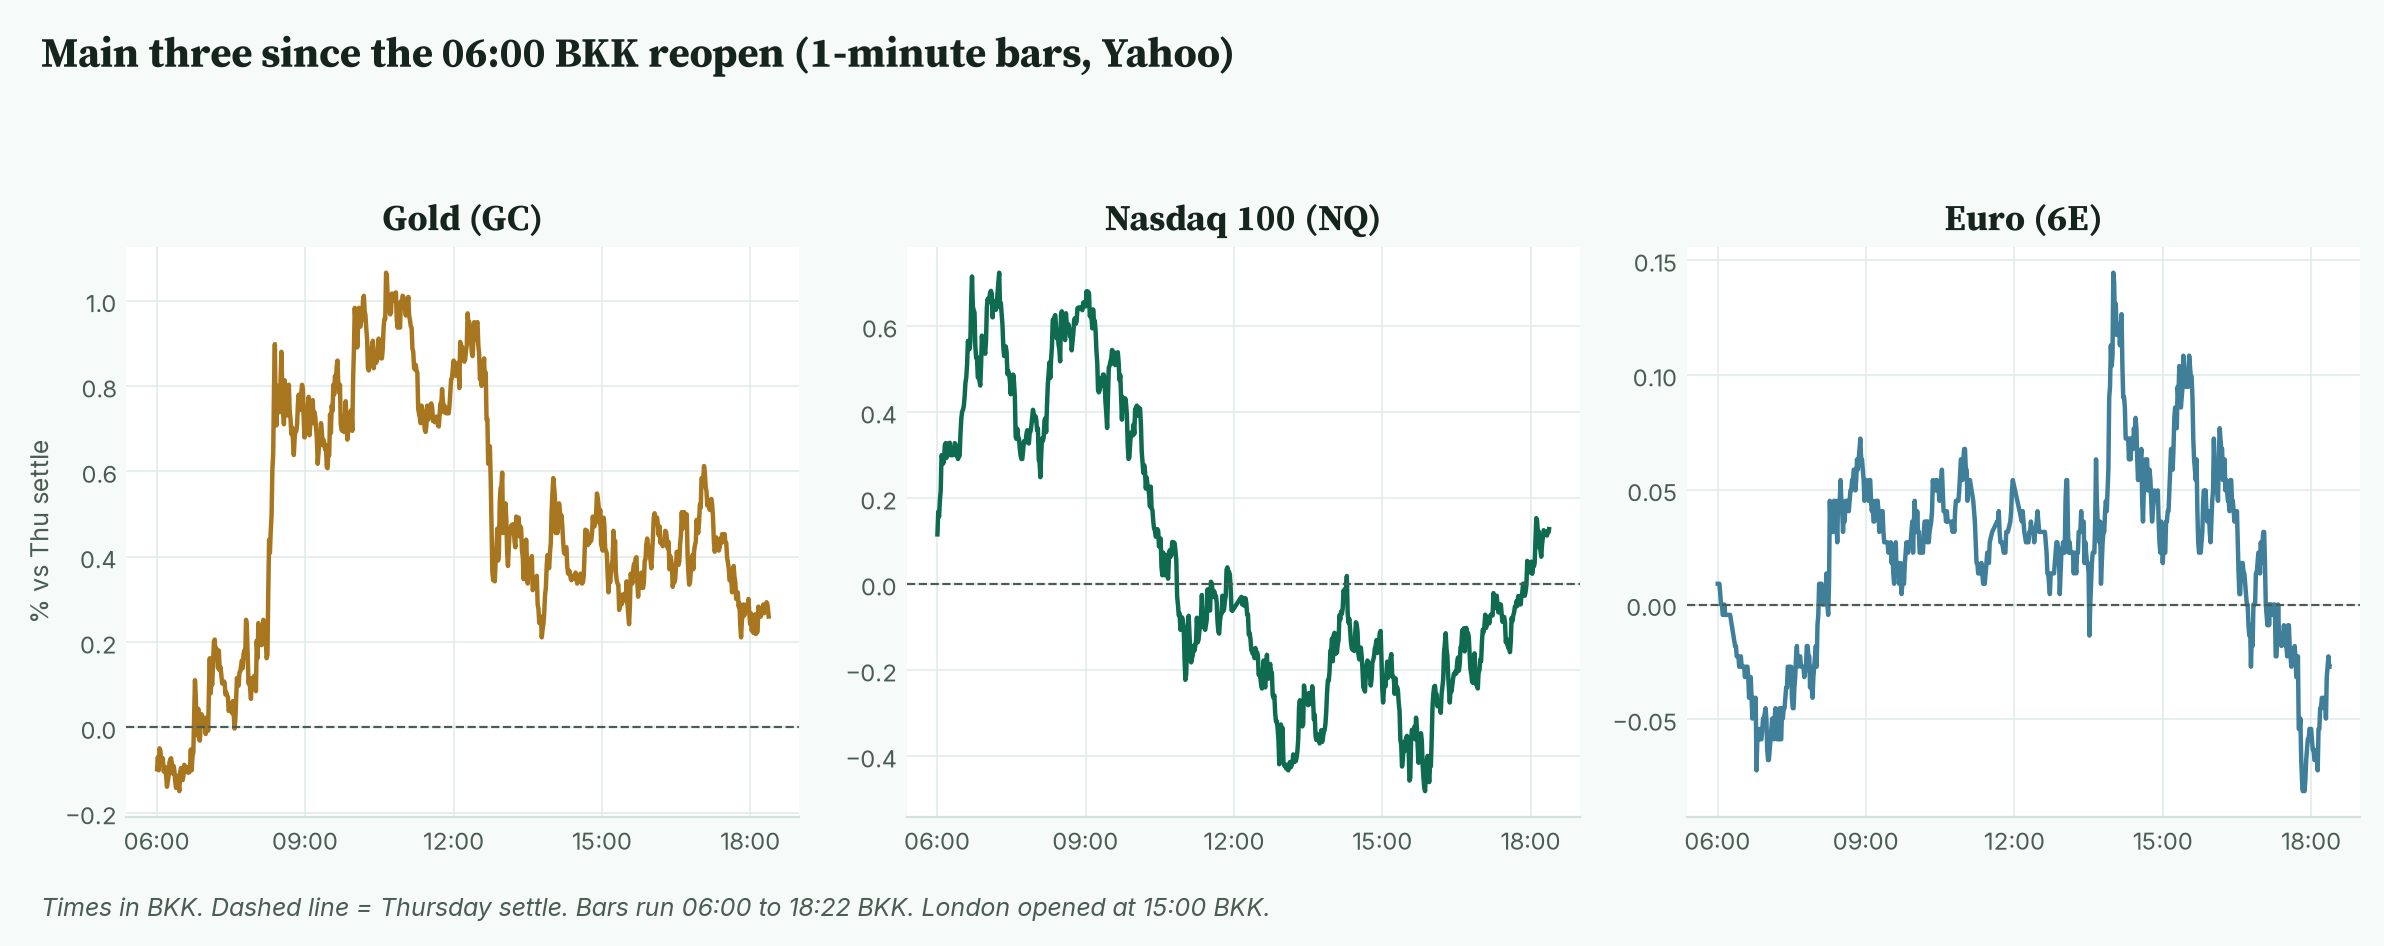 Main three since the 06:00 BKK reopen (1-minute bars, Yahoo)
Gold (GC)
% vs Thu settle
1.0
0.8
0.6
0.4
0.2
0.0
−0.2
06:00 09:00 12:00 15:00 18:00
Nasdaq 100 (NQ)
0.6
0.4
0.2
0.0
−0.2
−0.4
06:00 09:00 12:00 15:00 18:00
Euro (6E)
0.15
0.10
0.05
0.00
−0.05
06:00 09:00 12:00 15:00 18:00
Times in BKK. Dashed line = Thursday settle. Bars run 06:00 to 18:22 BKK. London opened at 15:00 BKK.